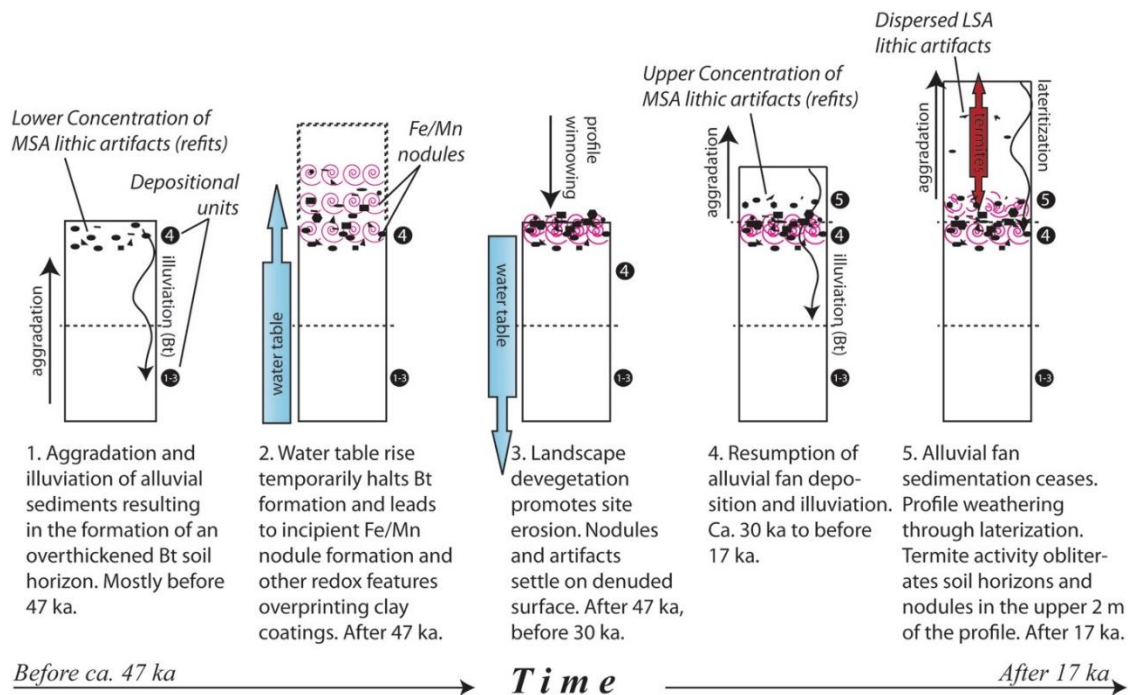 Lower Concentration of
MSA lithic artifacts (refits)
Depositional
units
aggradation
4
illuviation (Bt)
1-3
Fe/Mn
nodules
water table
4
1-3
profile
winnowing
water table
4
4
1-3
Upper Concentration of
MSA lithic artifacts (refits)
aggradation
5
4
illuviation (Bt)
1-3
Dispersed LSA
lithic artifacts
aggradation
termites
lateritization
5
4
1-3
1. Aggradation and
illuviation of alluvial
sediments resulting
in the formation of an
overthickened Bt soil
horizon. Mostly before
47 ka.
2. Water table rise
temporarily halts Bt
formation and leads
to incipient Fe/Mn
nodule formation and
other redox features
overprinting clay
coatings. After 47 ka.
3. Landscape
devegetation
promotes site
erosion. Nodules
and artifacts
settle on denuded
surface. After 47 ka,
before 30 ka.
4. Resumption of
alluvial fan depo-
sition and illuviation.
Ca. 30 ka to before
17 ka.
5. Alluvial fan
sedimentation ceases.
Profile weathering
through laterization.
Termite activity obliter-
ates soil horizons and
nodules in the upper 2 m
of the profile. After 17 ka.
Before ca. 47 ka
Time
After 17 ka